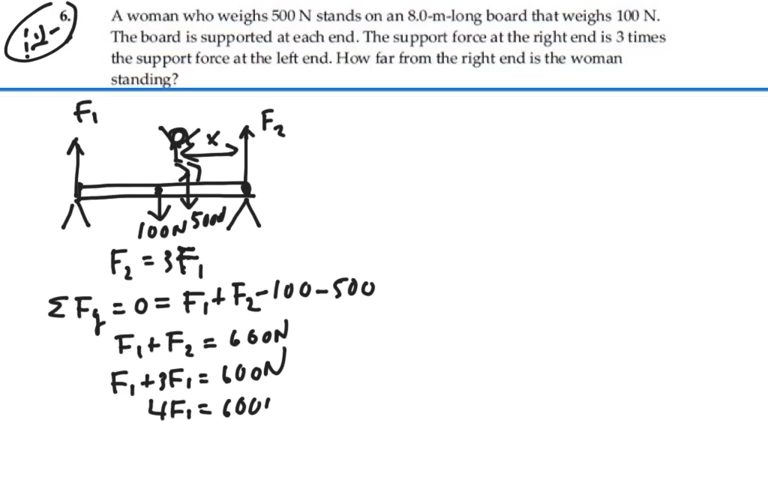 12-
6.
A woman who weighs 500 N stands on an 8.0-m-long board that weighs 100 N.
The board is supported at each end. The support force at the right end is 3 times
the support force at the left end. How far from the right end is the woman
standing?
F₁
F₂
x
100N 500N
F₂ = 3F₁
ΣFy = 0 = F₁ + F₂ - 100 - 500
F₁ + F₂ = 600N
F₁ + 3F₁ = 600N
4F₁ = 600